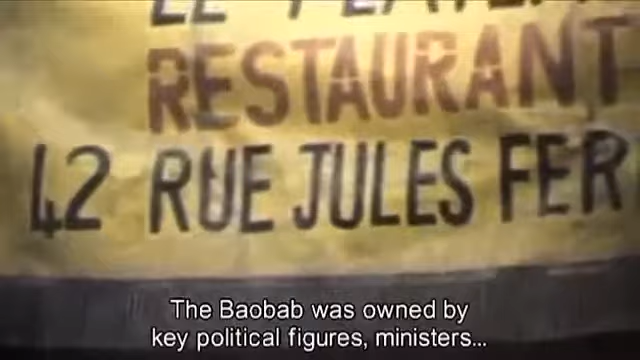 RESTAURANT
42 RUE JULES FER
The Baobab was owned by
key political figures, ministers...